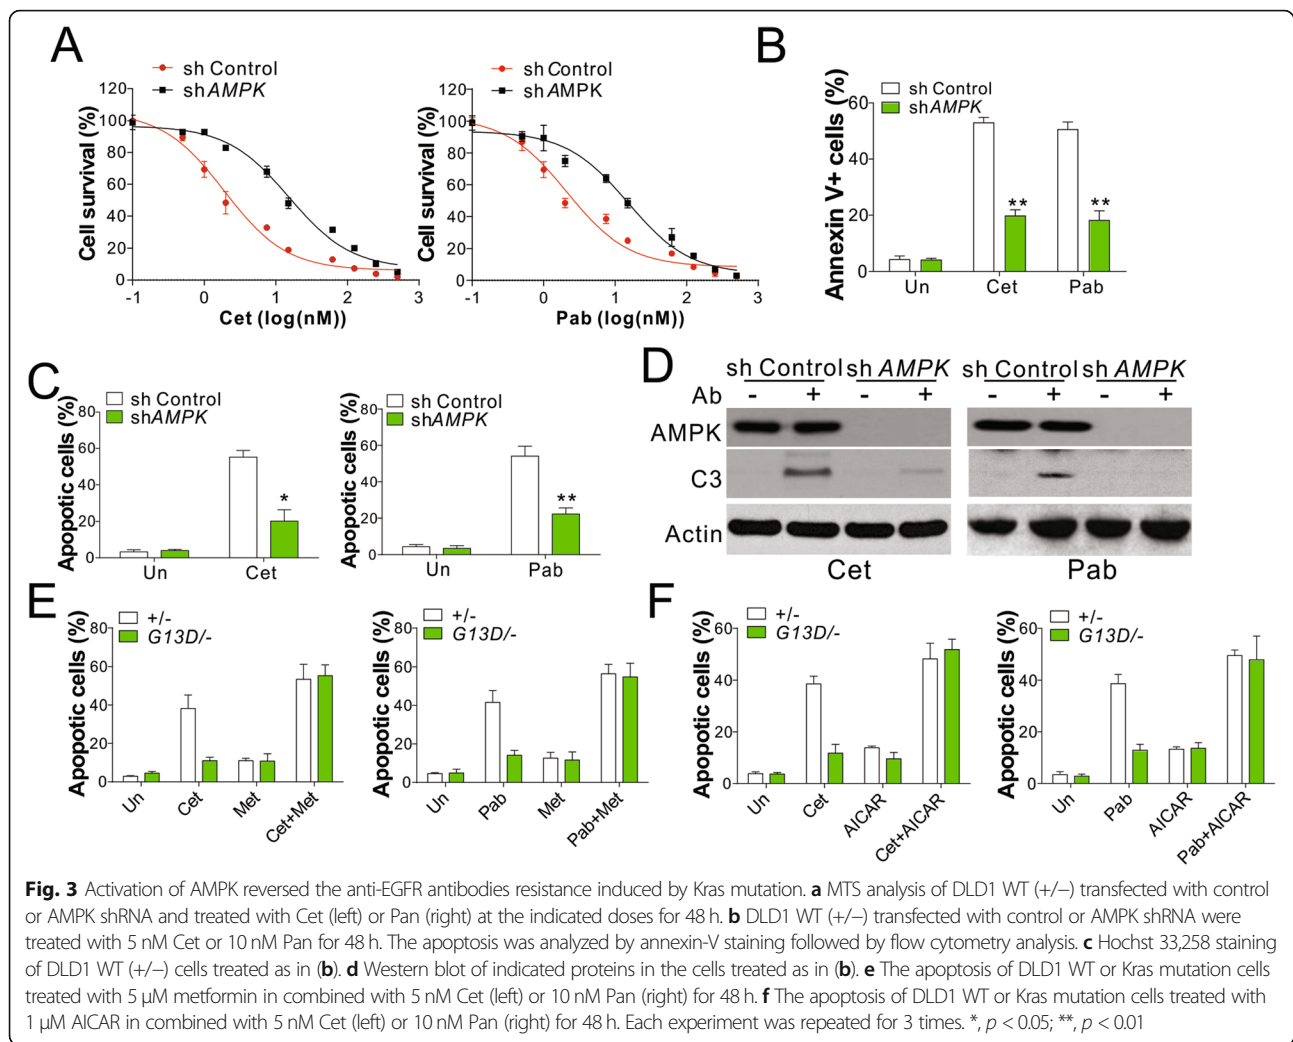 A
sh Control
shAMPK
Cell survival (%)
120
100
80
60
40
20
0
-1
0
1
2
3
Cet (log(nM))
sh Control
shAMPK
Cell survival (%)
120
100
80
60
40
20
0
-1
0
1
2
3
Pab (log(nM))
B
sh Control
shAMPK
Annexin V+ cells (%)
60
40
20
0
**
**
Un
Cet
Pab
C
sh Control
shAMPK
Apopotic cells (%)
80
60
40
20
0
*
Un
Cet
sh Control
shAMPK
Apopotic cells (%)
80
60
40
20
0
**
Un
Pab
D
sh Control sh AMPK
sh Control sh AMPK
Ab - + - +
- + - +
AMPK
C3
Actin
Cet
Pab
E
+/-
G13D/-
Apopotic cells (%)
80
60
40
20
0
Un
Cet
Met
Cet+Met
+/-
G13D/-
Apopotic cells (%)
80
60
40
20
0
Un
Pab
Met
Pab+Met
F
+/-
G13D/-
Apopotic cells (%)
60
40
20
0
Un
Cet
AICAR
Cet+AICAR
+/-
G13D/-
Apopotic cells (%)
60
40
20
0
Un
Pab
AICAR
Pab+AICAR
Fig. 3 Activation of AMPK reversed the anti-EGFR antibodies resistance induced by Kras mutation. a MTS analysis of DLD1 WT (+/−) transfected with control
or AMPK shRNA and treated with Cet (left) or Pan (right) at the indicated doses for 48 h. b DLD1 WT (+/−) transfected with control or AMPK shRNA were
treated with 5 nM Cet or 10 nM Pan for 48 h. The apoptosis was analyzed by annexin-V staining followed by flow cytometry analysis. c Hochst 33,258 staining
of DLD1 WT (+/−) cells treated as in (b). d Western blot of indicated proteins in the cells treated as in (b). e The apoptosis of DLD1 WT or Kras mutation cells
treated with 5 μM metformin in combined with 5 nM Cet (left) or 10 nM Pan (right) for 48 h. f The apoptosis of DLD1 WT or Kras mutation cells treated with
1 μM AICAR in combined with 5 nM Cet (left) or 10 nM Pan (right) for 48 h. Each experiment was repeated for 3 times. *, p < 0.05; **, p < 0.01